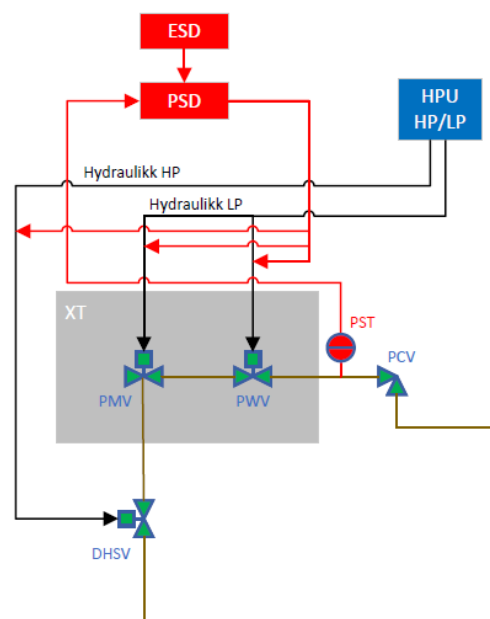 ESD
PSD
HPU
HP/LP
Hydraulikk HP
Hydraulikk LP
XT
PST
PCV
PMV
PWV
DHSV